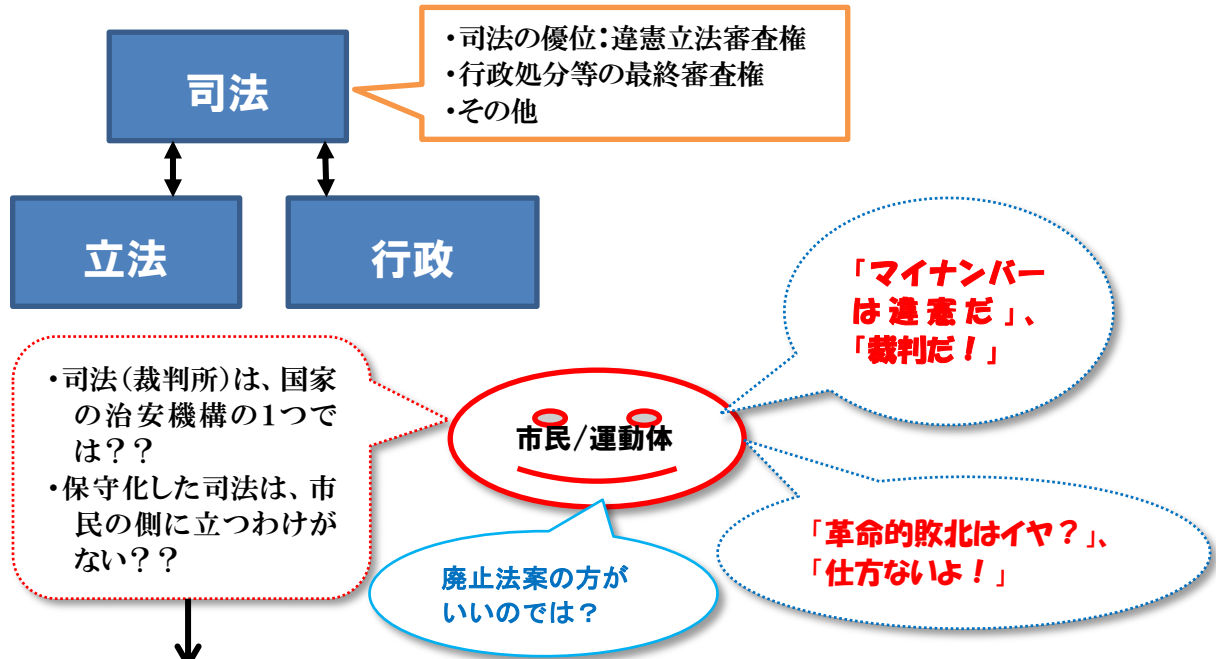 司法
・司法の優位：違憲立法審査権
・行政処分等の最終審査権
・その他
立法
行政
「マイナンバー
は違憲だ」、
「裁判だ！」
・司法（裁判所）は、国家
の治安機構の1つで
は？？
・保守化した司法は、市
民の側に立つわけが
ない？？
市民/運動体
「革命的敗北はイヤ？」、
「仕方ないよ！」
廃止法案の方が
いいのでは？